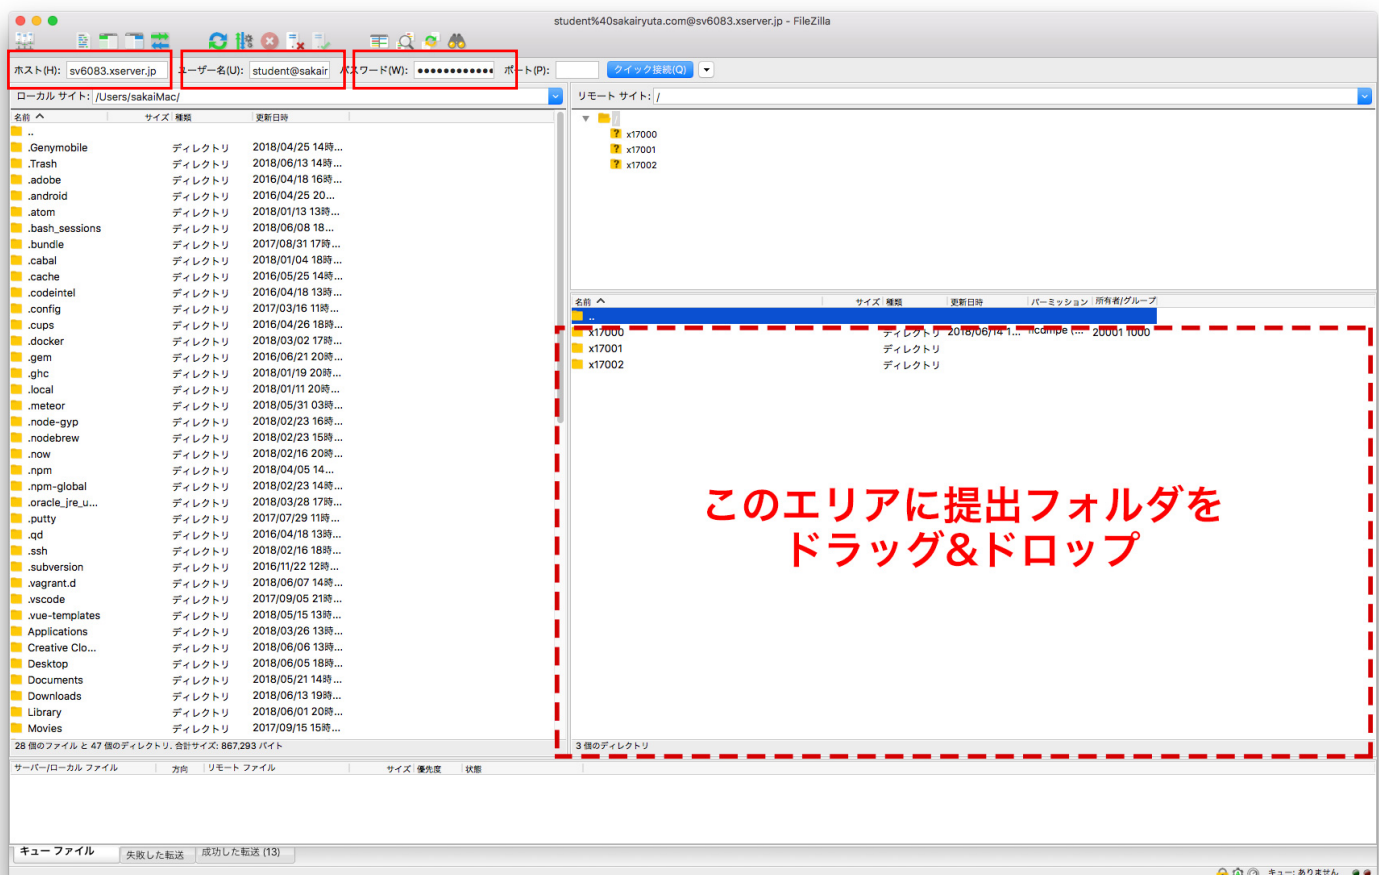 student%40sakairyuta.com@sv6083.xserver.jp - FileZilla
ホスト(H): sv6083.xserver.jp ユーザー名(U): student@sakair パスワード(W): ●●●●●●●●●●●● ポート(P): クイック接続(Q)
ローカル サイト: /Users/sakaiMac/
リモート サイト: /
名前 サイズ 種類 更新日時
..
.Genymobile ディレクトリ 2018/04/25 14時...
.Trash ディレクトリ 2018/06/13 14時...
.adobe ディレクトリ 2016/04/18 16時...
.android ディレクトリ 2016/04/25 20...
.atom ディレクトリ 2018/01/13 13時...
.bash_sessions ディレクトリ 2018/06/08 18...
.bundle ディレクトリ 2017/08/31 17時...
.cabal ディレクトリ 2018/01/04 18時...
.cache ディレクトリ 2016/05/25 14時...
.codeintel ディレクトリ 2016/04/18 13時...
.config ディレクトリ 2017/03/16 11時...
.cups ディレクトリ 2016/04/26 18時...
.docker ディレクトリ 2018/03/02 17時...
.gem ディレクトリ 2016/06/21 20時...
.ghc ディレクトリ 2018/01/19 20時...
.local ディレクトリ 2018/01/11 20時...
.meteor ディレクトリ 2018/05/31 03時...
.node-gyp ディレクトリ 2018/02/23 16時...
.nodebrew ディレクトリ 2018/02/23 15時...
.now ディレクトリ 2018/02/16 20時...
.npm ディレクトリ 2018/04/05 14...
.npm-global ディレクトリ 2018/02/23 14時...
.oracle_jre_u... ディレクトリ 2018/03/28 17時...
.putty ディレクトリ 2017/07/29 11時...
.qd ディレクトリ 2016/04/18 13時...
.ssh ディレクトリ 2018/02/16 18時...
.subversion ディレクトリ 2016/11/22 12時...
.vagrant.d ディレクトリ 2018/06/07 14時...
.vscode ディレクトリ 2017/09/05 21時...
.vue-templates ディレクトリ 2018/05/15 13時...
Applications ディレクトリ 2018/03/26 13時...
Creative Clo... ディレクトリ 2018/06/06 13時...
Desktop ディレクトリ 2018/06/05 18時...
Documents ディレクトリ 2018/05/21 14時...
Downloads ディレクトリ 2018/06/13 19時...
Library ディレクトリ 2018/06/01 20時...
Movies ディレクトリ 2017/09/15 15時...
28 個のファイル と 47 個のディレクトリ. 合計サイズ: 867,293 バイト
/
? x17000
? x17001
? x17002
名前 サイズ 種類 更新日時 パーミッション 所有者/グループ
..
x17000 ディレクトリ 2018/06/14 1... flcdmpe (... 20001 1000
x17001 ディレクトリ
x17002 ディレクトリ
このエリアに提出フォルダを
ドラッグ&ドロップ
3 個のディレクトリ
サーバー/ローカル ファイル 方向 リモート ファイル サイズ 優先度 状態
キュー ファイル 失敗した転送 成功した転送 (13)
キュー: ありません